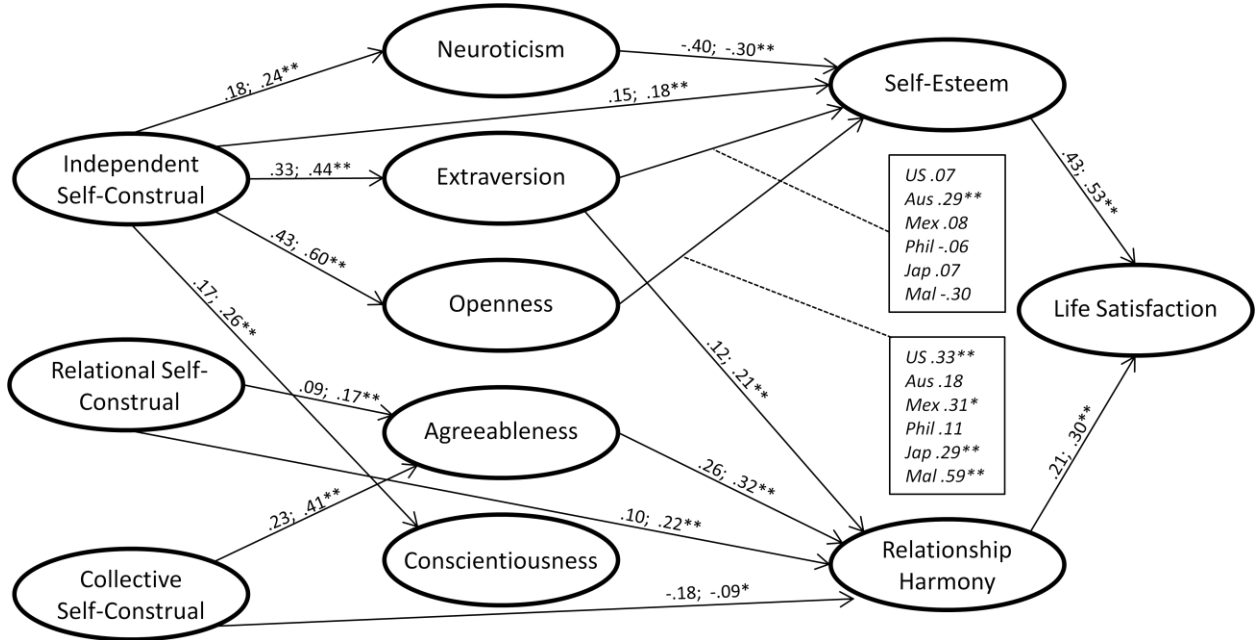 Neuroticism
-.40; -.30**
Self-Esteem
.18; .24**
.15; .18**
Independent
Self-Construal
.33; .44**
Extraversion
US .07
Aus .29**
Mex .08
Phil -.06
Jap .07
Mal -.30
.43; .53**
.43; .60**
Openness
Life Satisfaction
.17; .26**
.12; .21**
Relational Self-
Construal
.09; .17**
Agreeableness
US .33**
Aus .18
Mex .31*
Phil .11
Jap .29**
Mal .59**
.21; .30**
.26; .32**
.23; .41**
.10; .22**
Conscientiousness
Relationship
Harmony
Collective
Self-Construal
-.18; -.09*